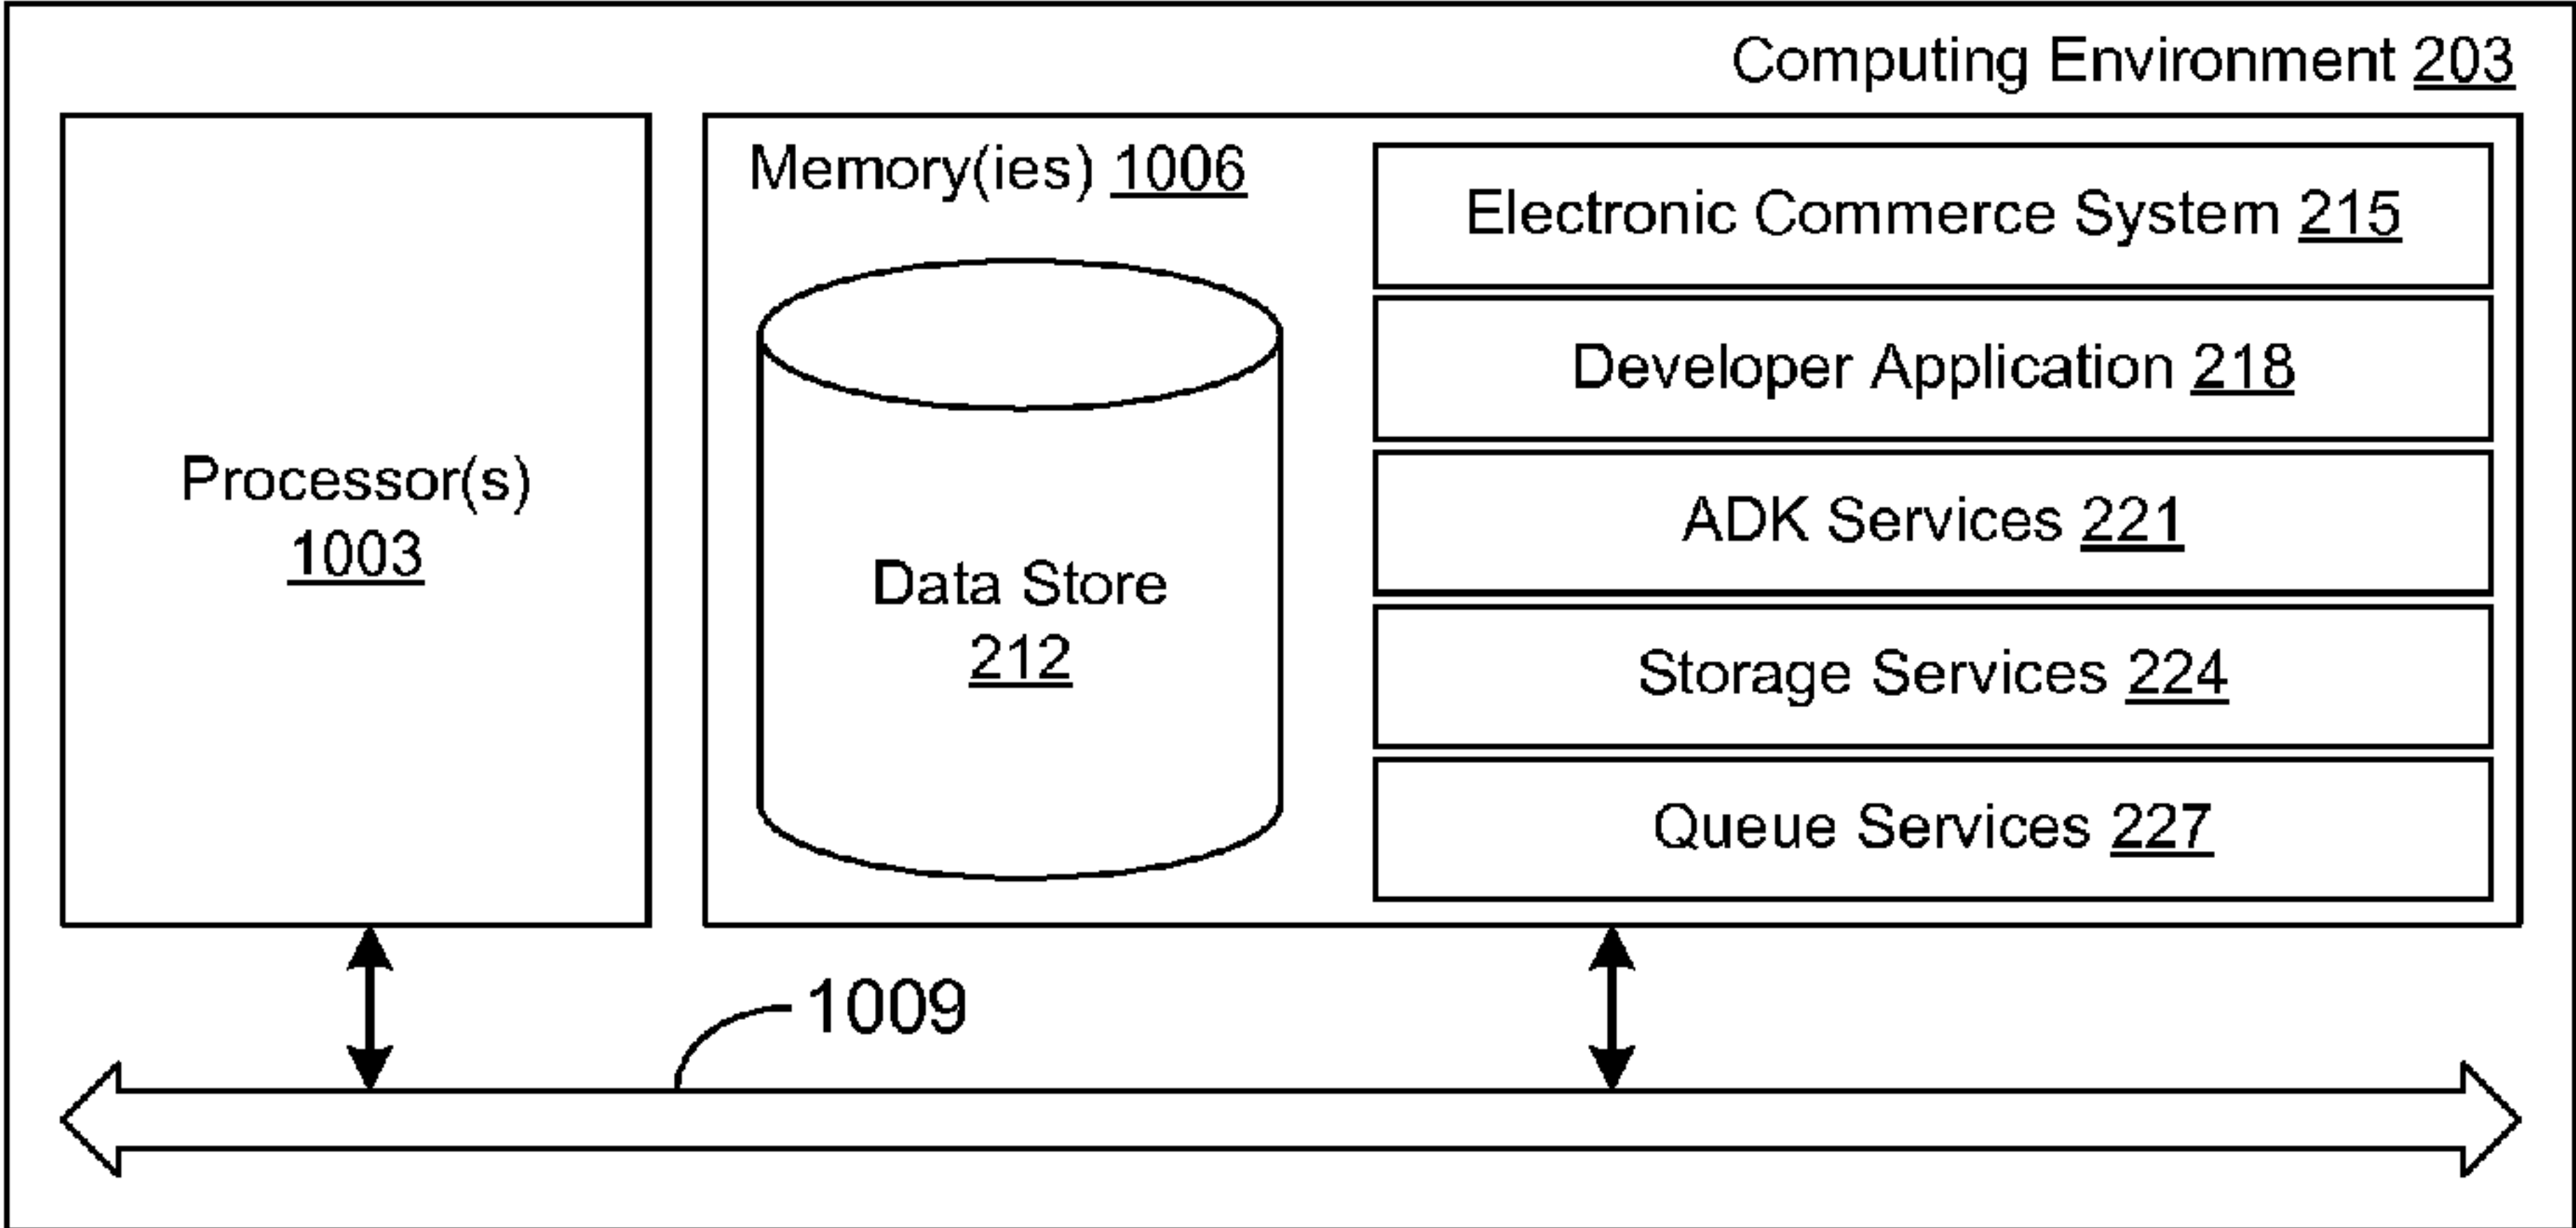 Computing Environment 203
Processor(s)
1003
Memory(ies) 1006
Data Store
212
Electronic Commerce System 215
Developer Application 218
ADK Services 221
Storage Services 224
Queue Services 227
1009